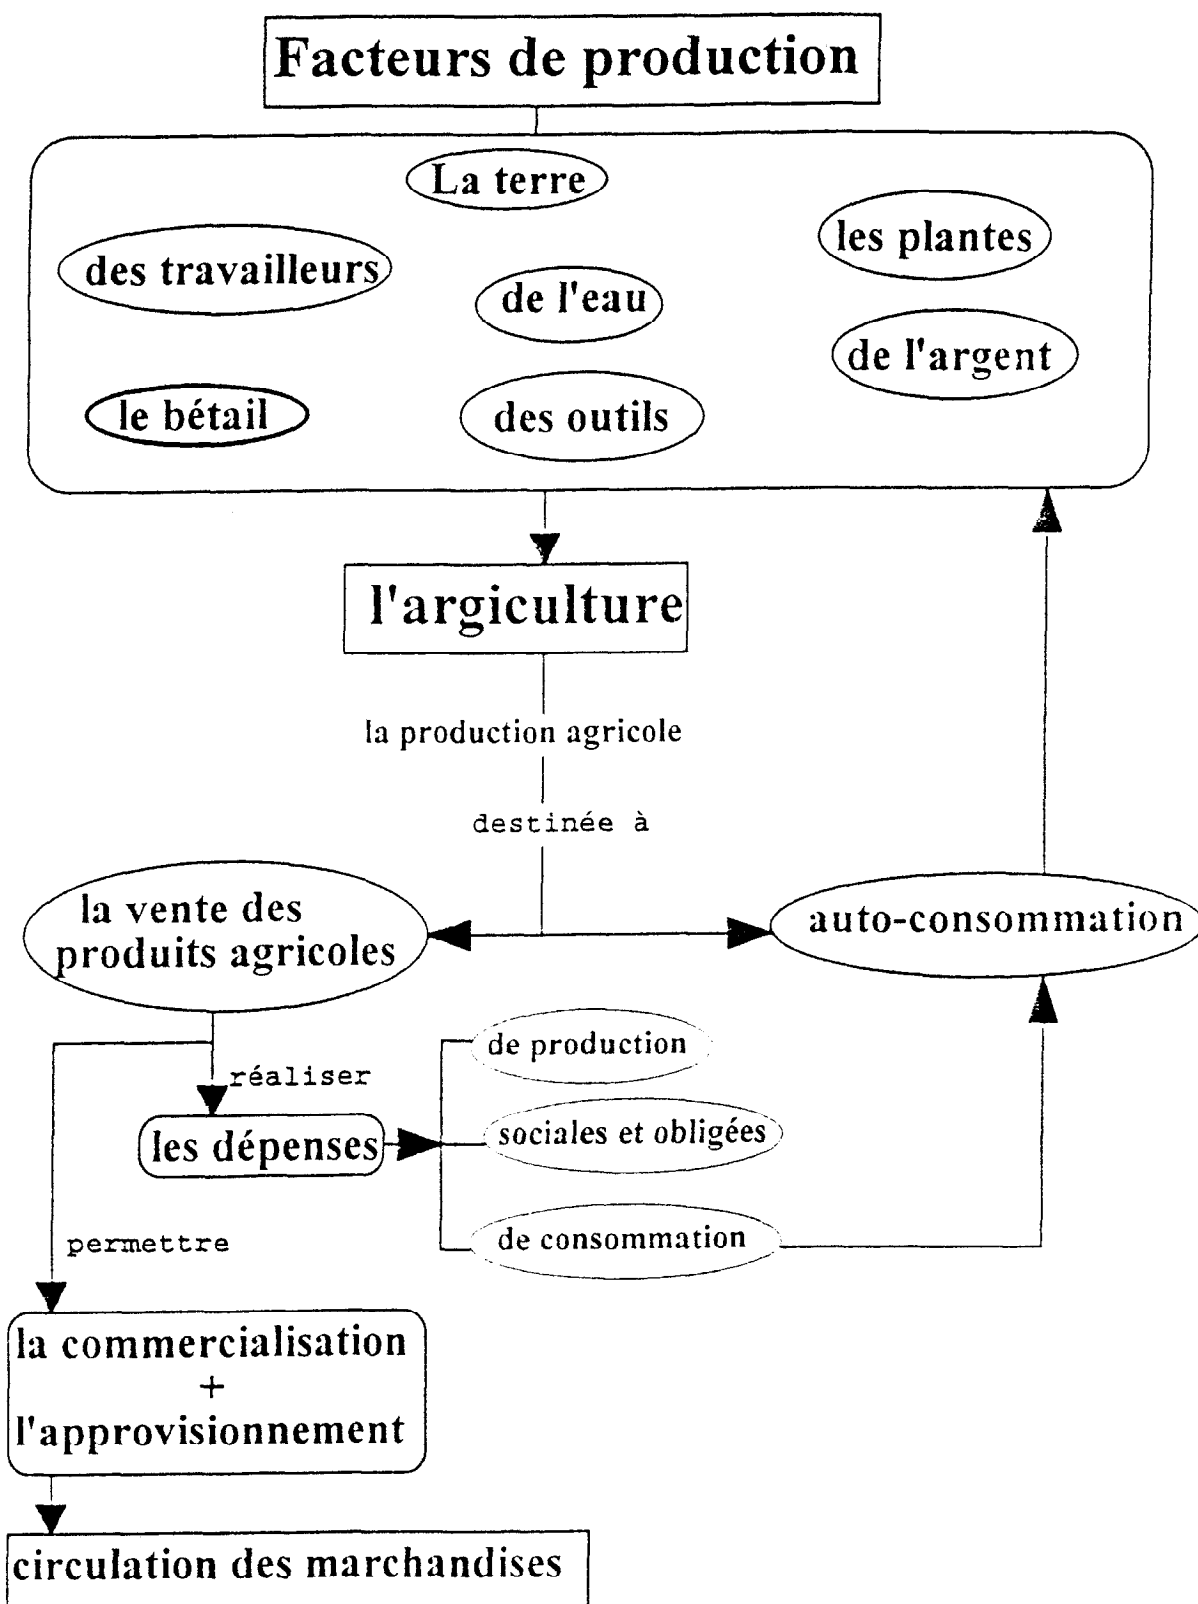 Facteurs de production
La terre
les plantes
des travailleurs
de l'eau
de l'argent
le bétail
des outils
l'argiculture
la production agricole
destinée à
la vente des
produits agricoles
auto-consommation
de production
réaliser
sociales et obligées
les dépenses
de consommation
permettre
la commercialisation
+
l'approvisionnement
circulation des marchandises